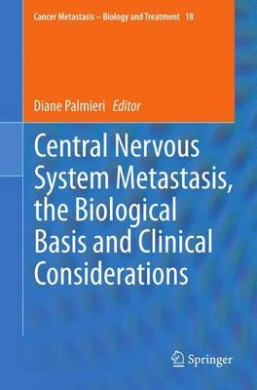 Cancer Metastasis – Biology and Treatment 18
Diane Palmieri Editor
Central Nervous
System Metastasis,
the Biological
Basis and Clinical
Considerations
Springer